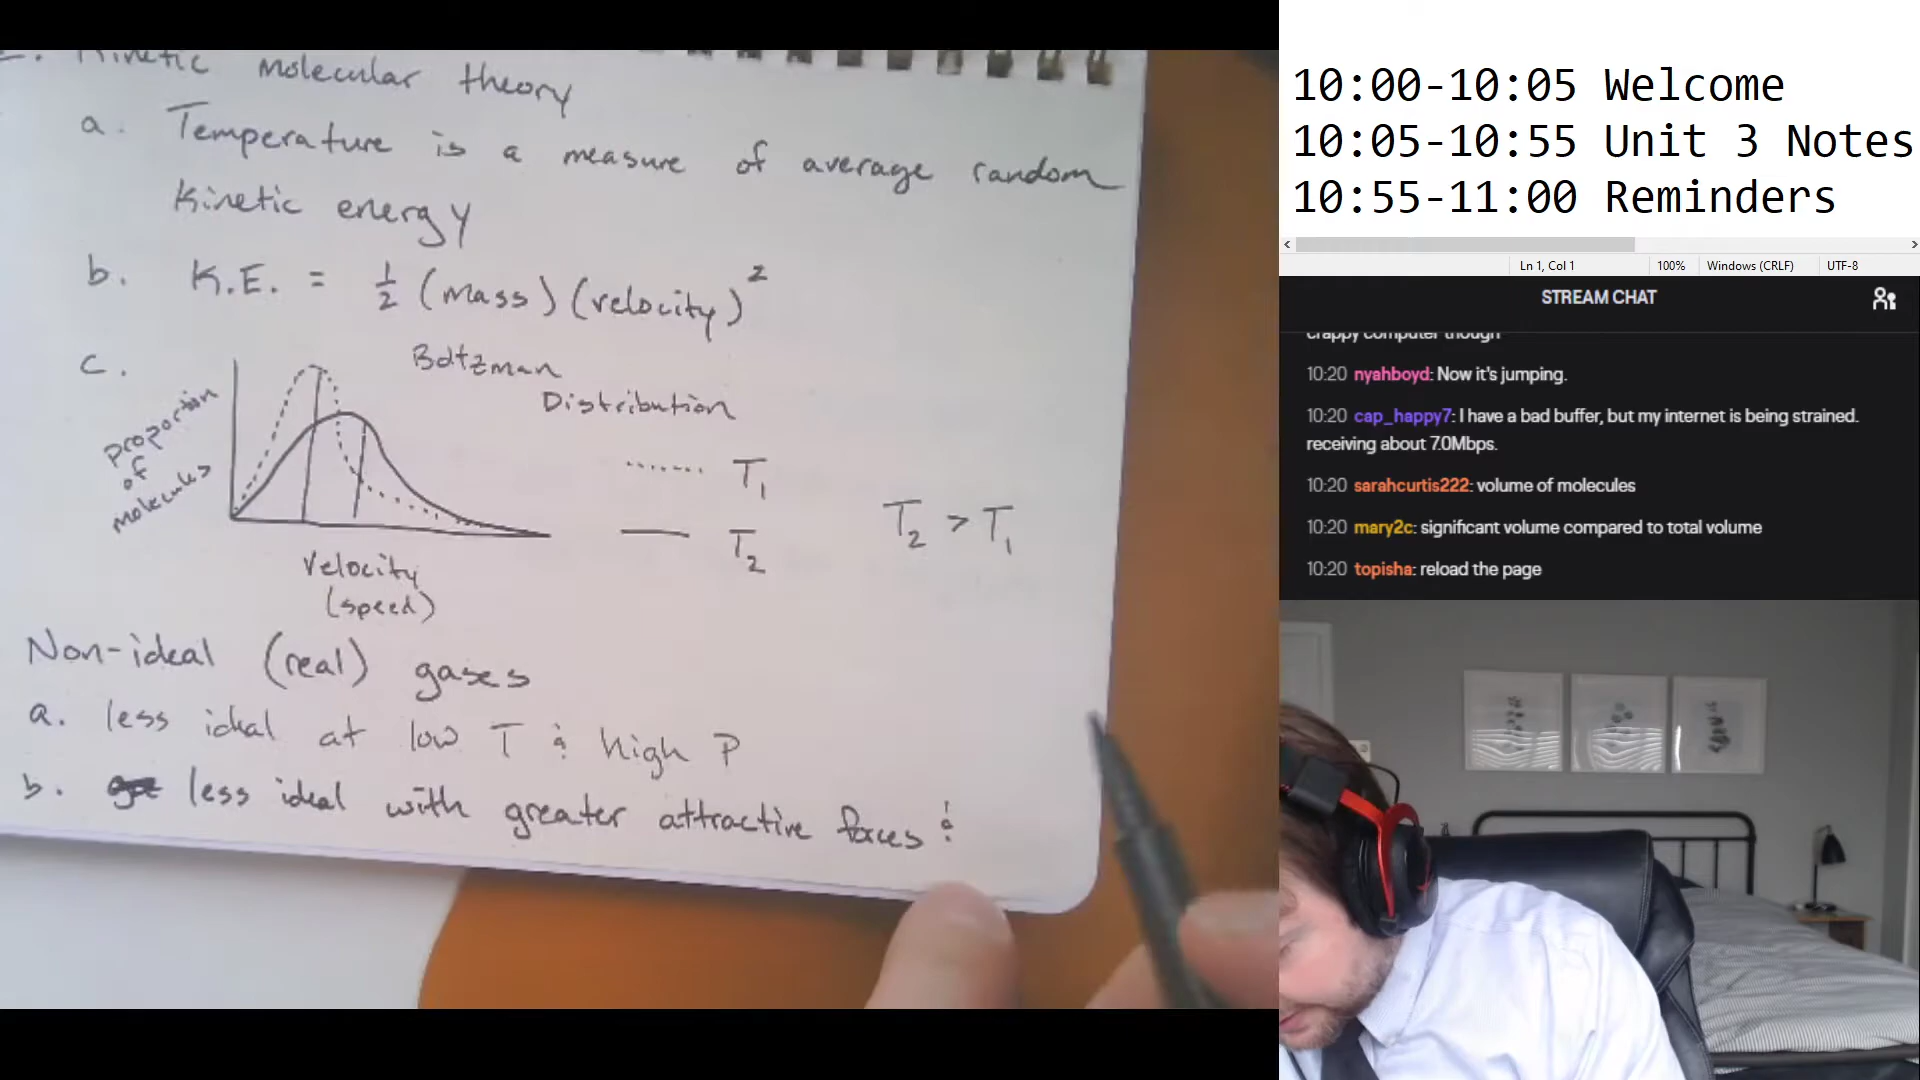 Kinetic molecular theory
a. Temperature is a measure of average random
kinetic energy
b. K.E. = ½ (mass)(velocity)²
c.
Boltzman
Distribution
proportion
of
molecules
T₁
T₂
T₂ > T₁
Velocity
(speed)
Non-ideal (real) gases
a. less ideal at low T & high P
b. less ideal with greater attractive forces &
10:00-10:05 Welcome
10:05-10:55 Unit 3 Notes
10:55-11:00 Reminders
Ln 1, Col 1 100% Windows (CRLF) UTF-8
STREAM CHAT
crappy computer though
10:20 nyahboyd: Now it's jumping.
10:20 cap_happy7: I have a bad buffer, but my internet is being strained.
receiving about 7.0Mbps.
10:20 sarahcurtis222: volume of molecules
10:20 mary2c: significant volume compared to total volume
10:20 topisha: reload the page